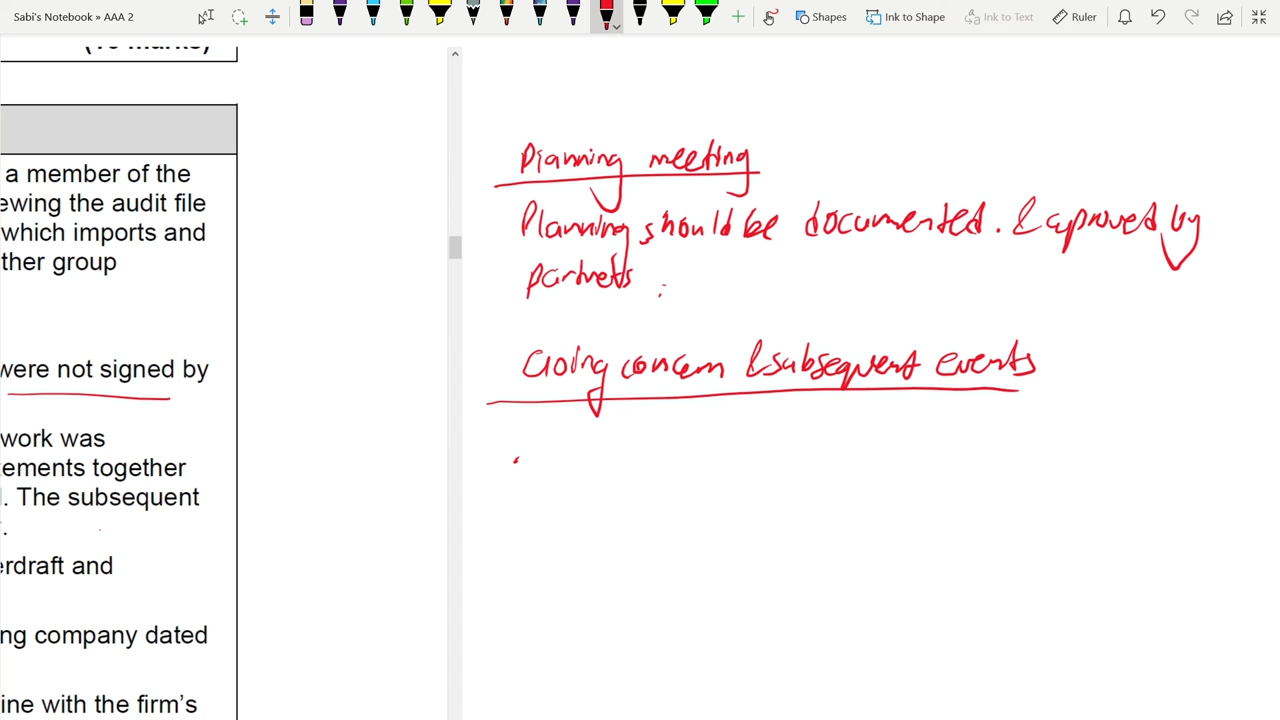 Sabi's Notebook » AAA 2
Shapes
Ink to Shape
Ink to Text
Ruler
a member of the
ewing the audit file
which imports and
ther group
were not signed by
work was
tements together
. The subsequent
erdraft and
ng company dated
ine with the firm's
Planning meeting
Planning should be documented. & aproved by
partners.
Going concern & subsequent events